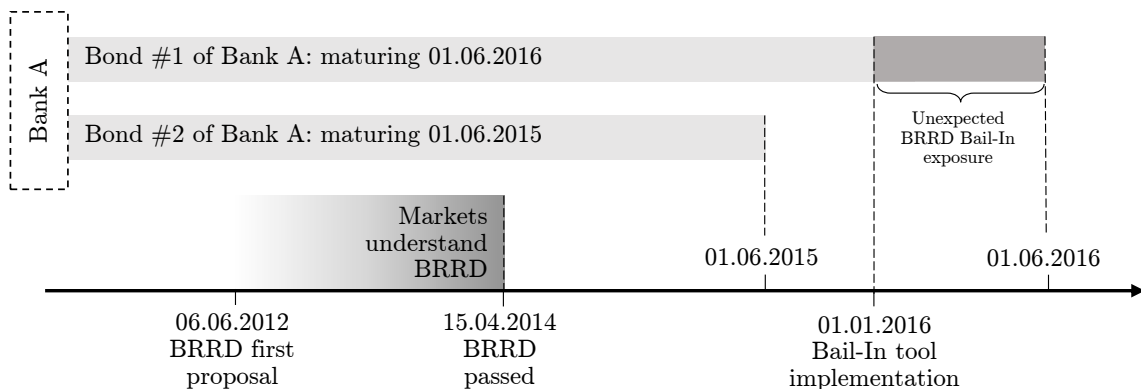 Bank A
Bond #1 of Bank A: maturing 01.06.2016
Unexpected
BRRD Bail-In
exposure
Bond #2 of Bank A: maturing 01.06.2015
Markets
understand
BRRD
01.06.2015
01.06.2016
06.06.2012
BRRD first
proposal
15.04.2014
BRRD
passed
01.01.2016
Bail-In tool
implementation